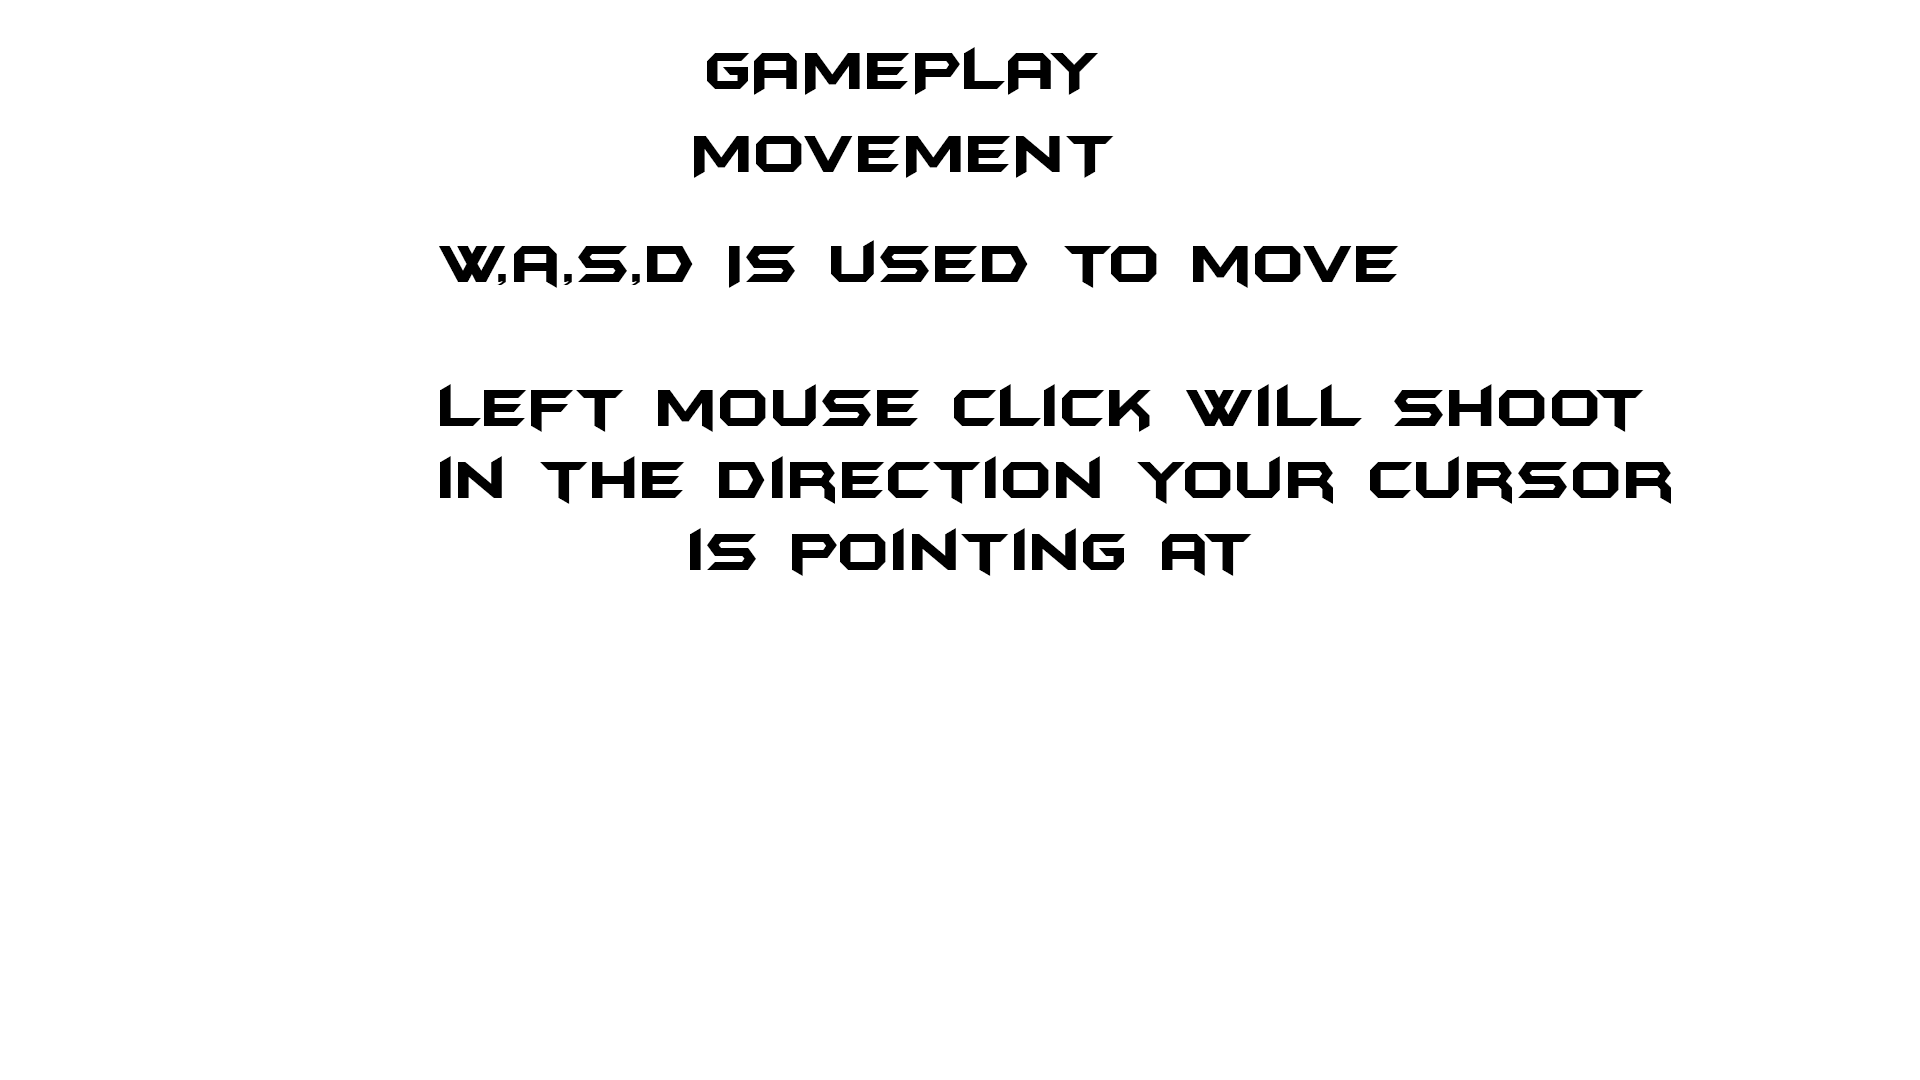 GAMEPLAY
MOVEMENT
W,A,S,D IS USED TO MOVE
LEFT MOUSE CLICK WILL SHOOT
IN THE DIRECTION YOUR CURSOR
IS POINTING AT